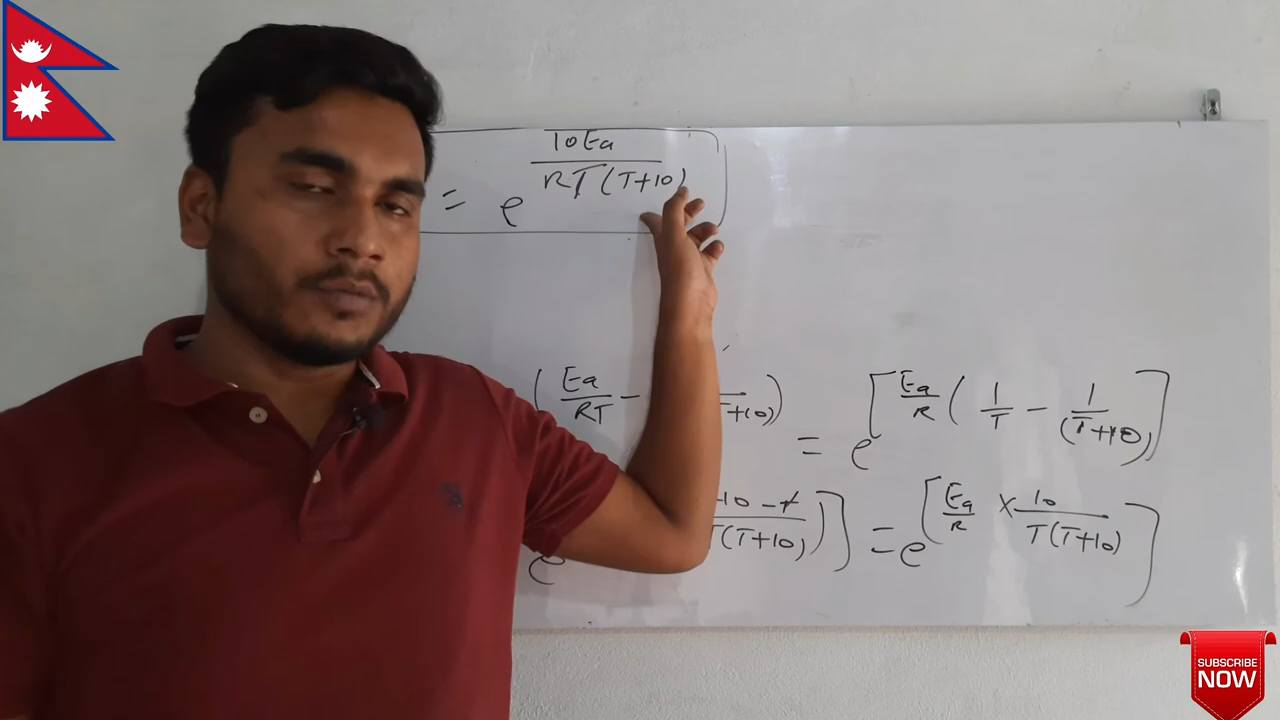 = e^(10Ea / RT(T+10))
(Ea/RT - T+10)) = e^[Ea/R (1/T - 1/(T+10))]
e 10 - T / T(T+10))] = e^[Ea/R × 10 / T(T+10)]
SUBSCRIBE
NOW